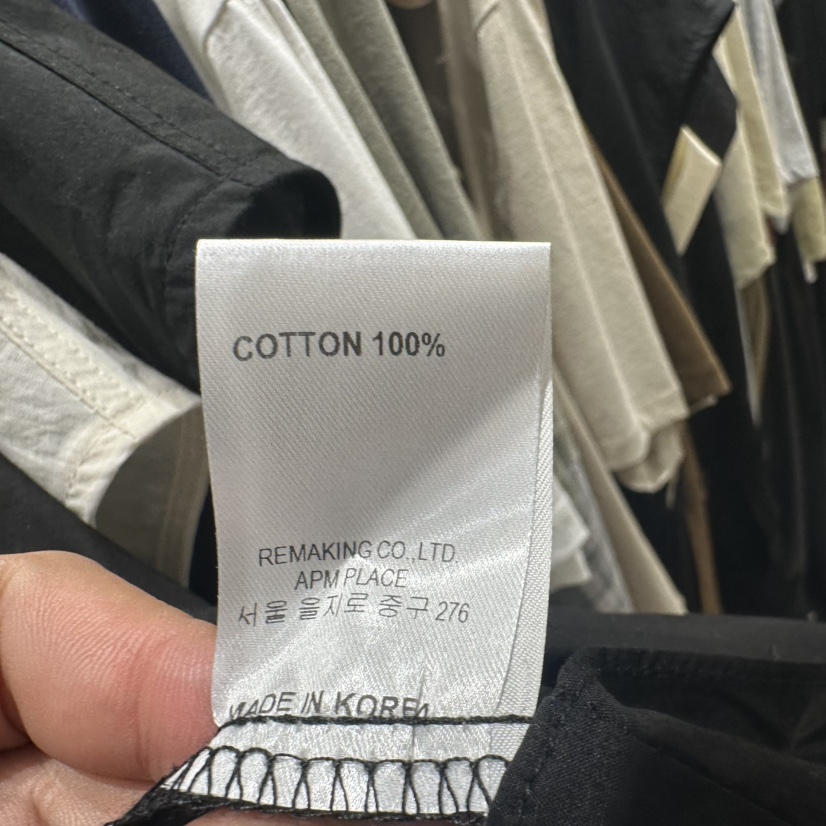 COTTON 100%
REMAKING CO.,LTD.
APM PLACE
서울 을지로 중구 276
MADE IN KOREA